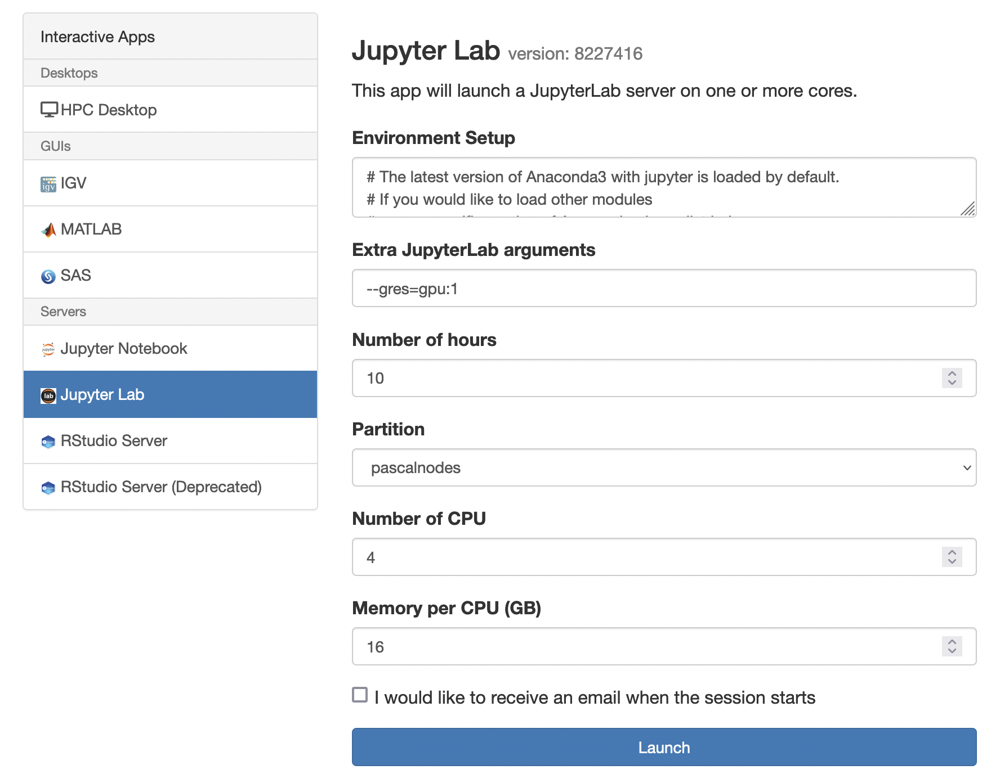 Interactive Apps
Desktops
HPC Desktop
GUIs
igv IGV
MATLAB
SAS
Servers
jupyter Jupyter Notebook
lab Jupyter Lab
RStudio Server
RStudio Server (Deprecated)
Jupyter Lab version: 8227416
This app will launch a JupyterLab server on one or more cores.
Environment Setup
# The latest version of Anaconda3 with jupyter is loaded by default.
# If you would like to load other modules
Extra JupyterLab arguments
--gres=gpu:1
Number of hours
10
Partition
pascalnodes
Number of CPU
4
Memory per CPU (GB)
16
I would like to receive an email when the session starts
Launch